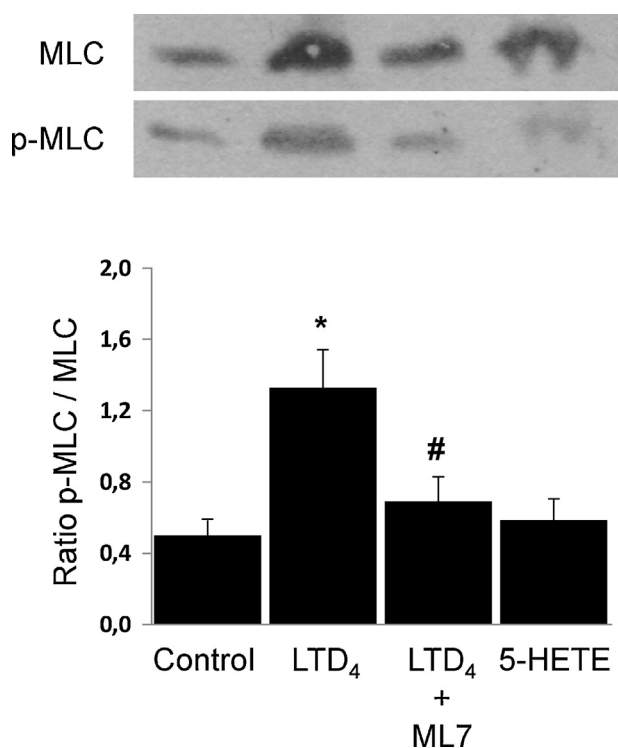 MLC
p-MLC
Ratio p-MLC / MLC
2,0
1,6
1,2
0,8
0,4
0,0
*
#
Control
LTD₄
LTD₄
+
ML7
5-HETE